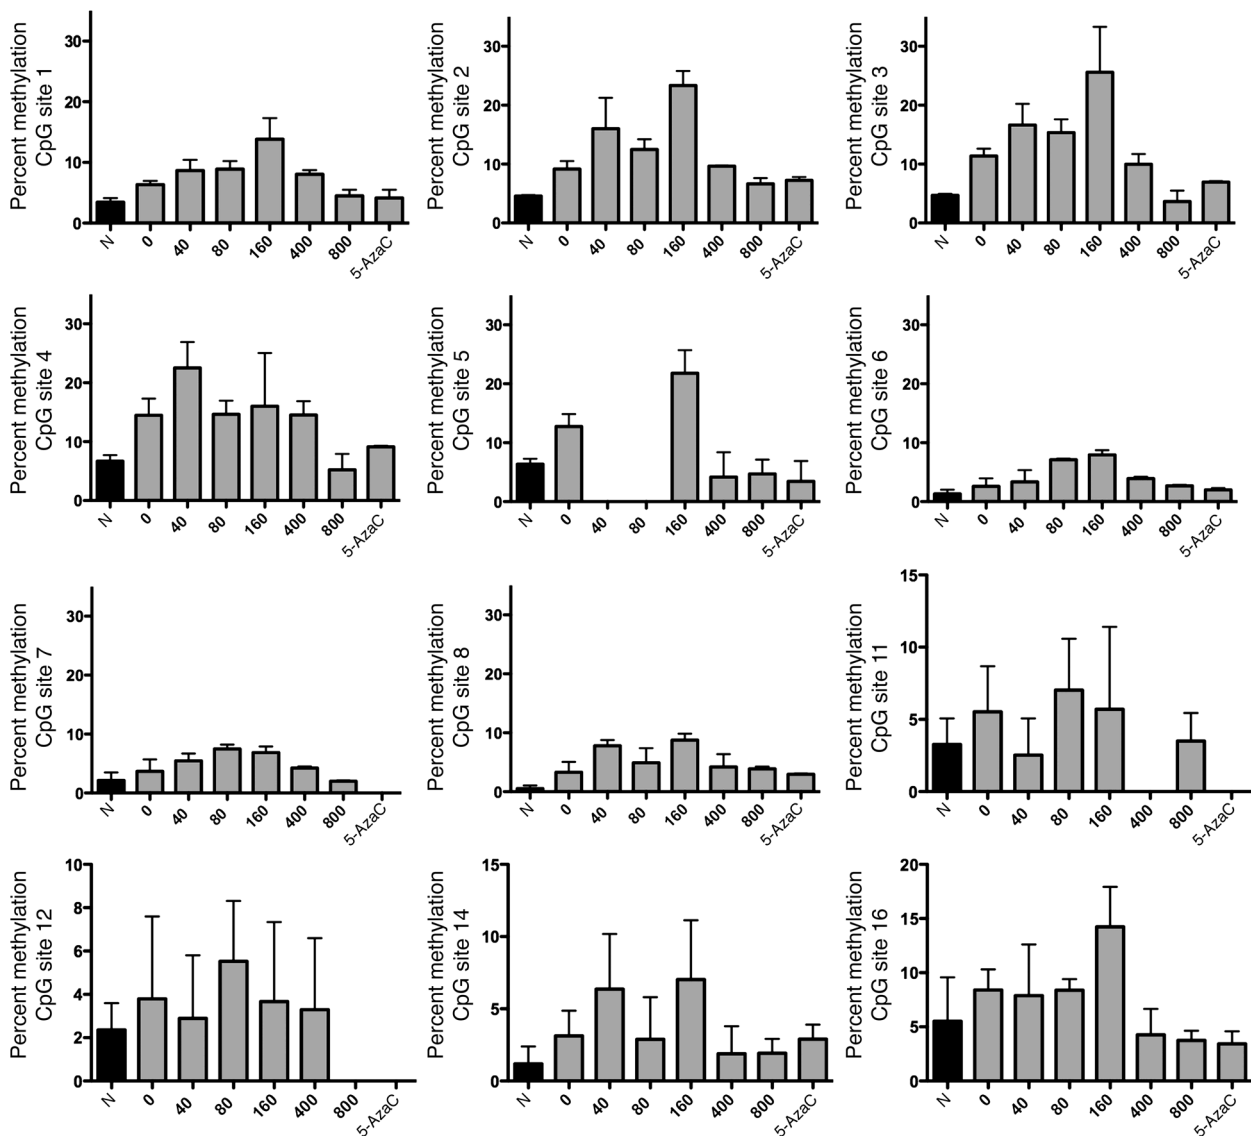 Percent methylation
CpG site 1
30
20
10
0
N 0 40 80 160 400 800 5-AzaC
Percent methylation
CpG site 2
30
20
10
0
N 0 40 80 160 400 800 5-AzaC
Percent methylation
CpG site 3
30
20
10
0
N 0 40 80 160 400 800 5-AzaC
Percent methylation
CpG site 4
30
20
10
0
N 0 40 80 160 400 800 5-AzaC
Percent methylation
CpG site 5
30
20
10
0
N 0 40 80 160 400 800 5-AzaC
Percent methylation
CpG site 6
30
20
10
0
N 0 40 80 160 400 800 5-AzaC
Percent methylation
CpG site 7
30
20
10
0
N 0 40 80 160 400 800 5-AzaC
Percent methylation
CpG site 8
30
20
10
0
N 0 40 80 160 400 800 5-AzaC
Percent methylation
CpG site 11
15
10
5
0
N 0 40 80 160 400 800 5-AzaC
Percent methylation
CpG site 12
10
8
6
4
2
0
N 0 40 80 160 400 800 5-AzaC
Percent methylation
CpG site 14
15
10
5
0
N 0 40 80 160 400 800 5-AzaC
Percent methylation
CpG site 16
20
15
10
5
0
N 0 40 80 160 400 800 5-AzaC